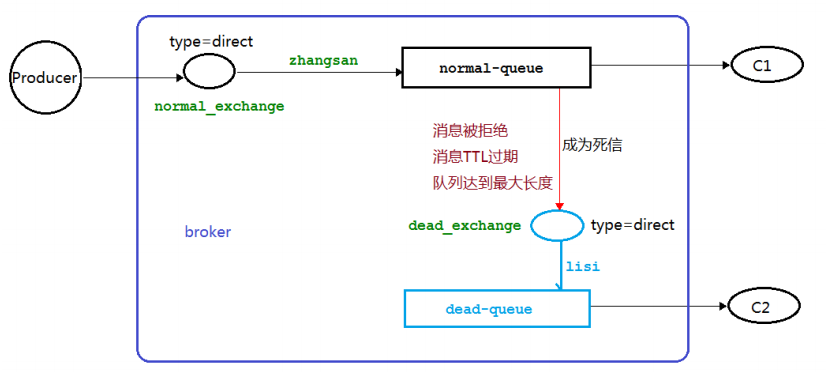 type=direct
zhangsan
normal-queue
C1
Producer
normal_exchange
消息被拒绝
消息TTL过期
队列达到最大长度
成为死信
broker
dead_exchange
type=direct
lisi
dead-queue
C2